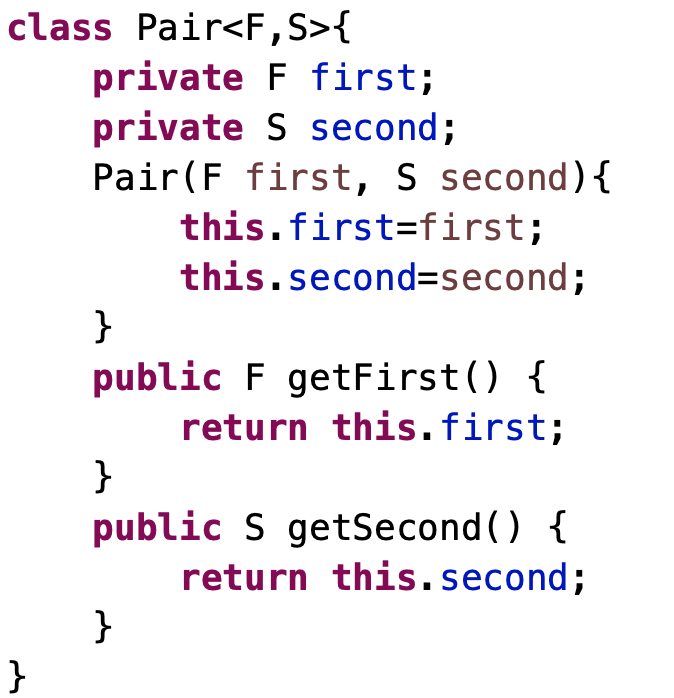 class Pair<F,S>{
    private F first;
    private S second;
    Pair(F first, S second){
        this.first=first;
        this.second=second;
    }
    public F getFirst() {
        return this.first;
    }
    public S getSecond() {
        return this.second;
    }
}